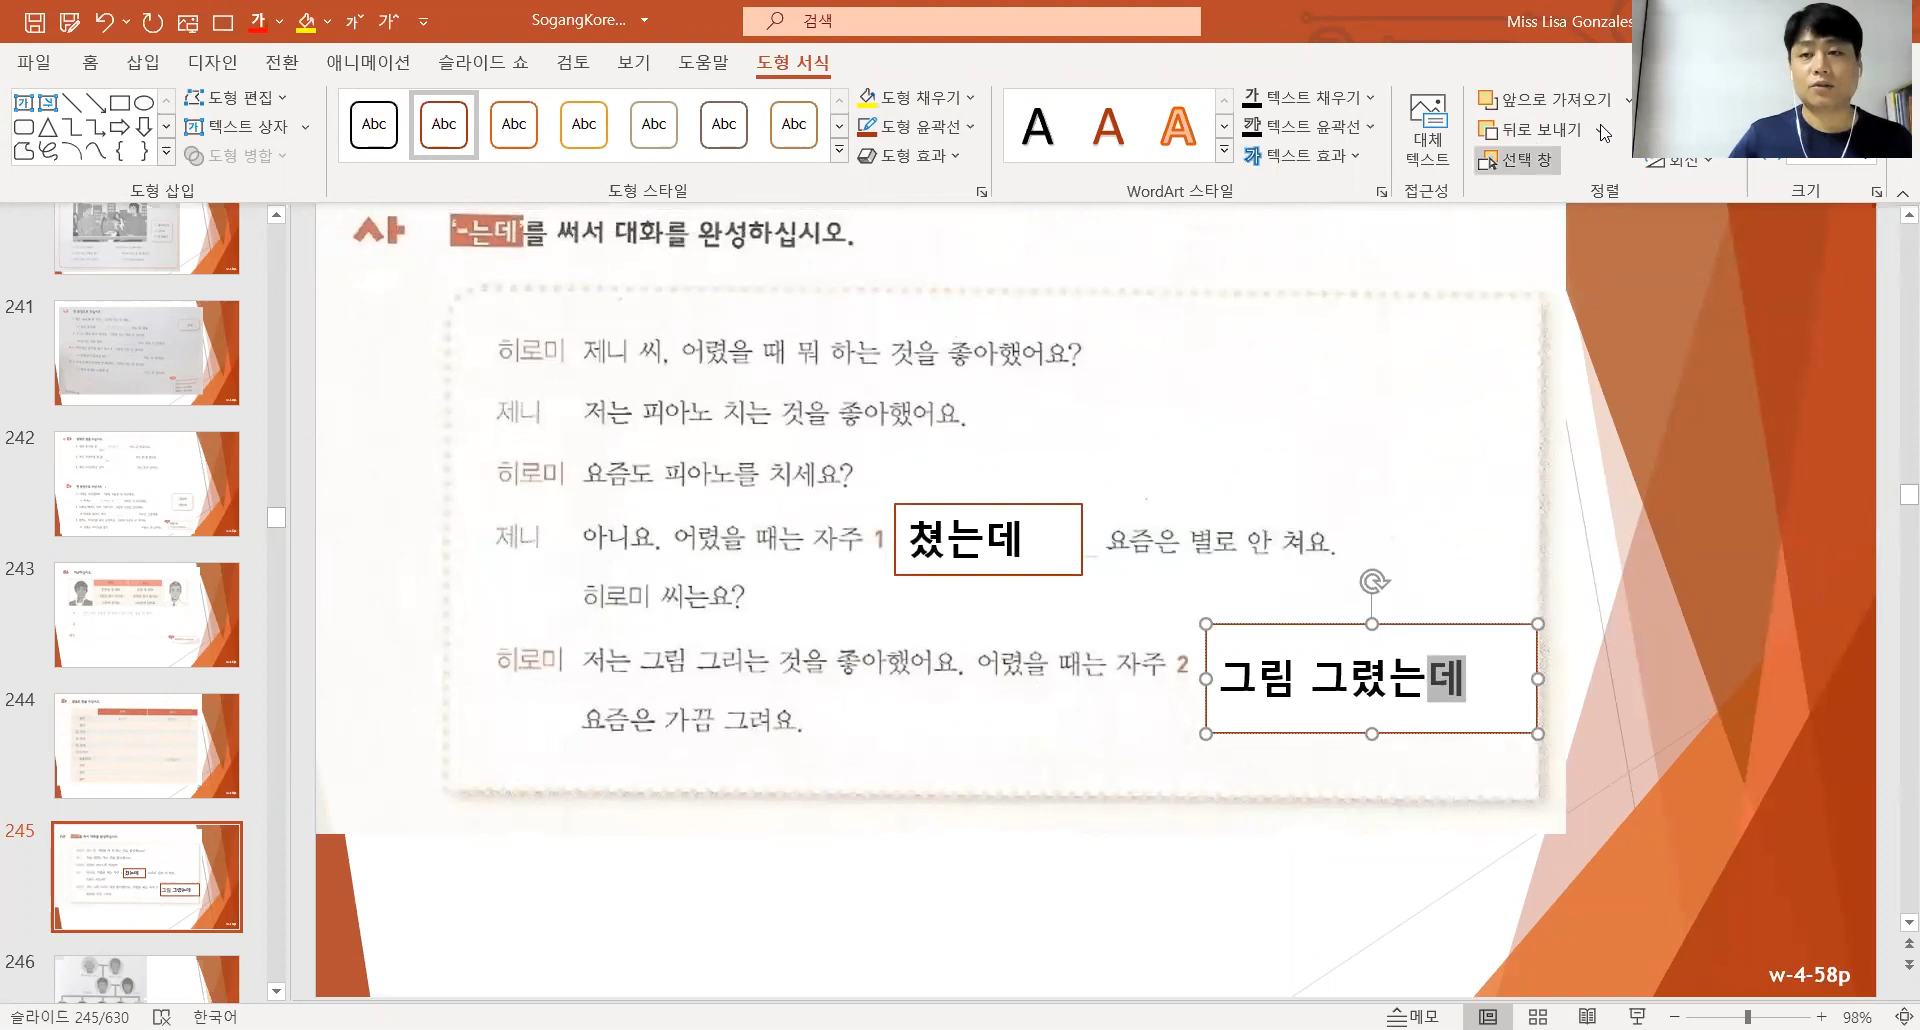 가 가˅ 가^
SogangKore...
검색
Miss Lisa Gonzales
파일 홈 삽입 디자인 전환 애니메이션 슬라이드 쇼 검토 보기 도움말 도형 서식
도형 편집
텍스트 상자
도형 병합
도형 삽입
Abc Abc Abc Abc Abc Abc Abc
도형 채우기
도형 윤곽선
도형 효과
도형 스타일
A A A
텍스트 채우기
텍스트 윤곽선
텍스트 효과
WordArt 스타일
대체
텍스트
접근성
앞으로 가져오기
뒤로 보내기
선택 창
회전
정렬
크기
241
242
243
244
245
246
사 '-는데'를 써서 대화를 완성하십시오.
히로미 제니 씨, 어렸을 때 뭐 하는 것을 좋아했어요?
제니 저는 피아노 치는 것을 좋아했어요.
히로미 요즘도 피아노를 치세요?
제니 아니요. 어렸을 때는 자주 1 쳤는데 요즘은 별로 안 쳐요.
히로미 씨는요?
히로미 저는 그림 그리는 것을 좋아했어요. 어렸을 때는 자주 2 그림 그렸는데
요즘은 가끔 그려요.
w-4-58p
슬라이드 245/630 한국어
메모
98%